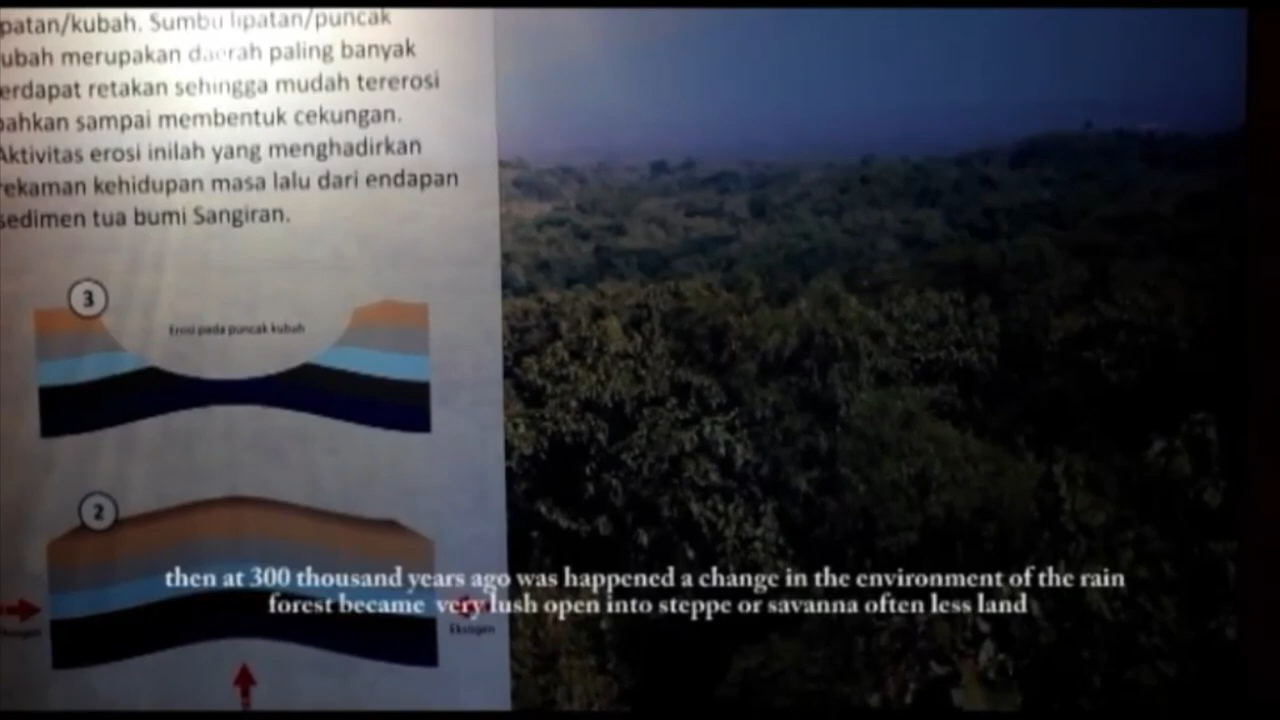 patan/kubah. Sumbu lipatan/puncak
ubah merupakan daerah paling banyak
erdapat retakan sehingga mudah tererosi
bahkan sampai membentuk cekungan.
Aktivitas erosi inilah yang menghadirkan
rekaman kehidupan masa lalu dari endapan
sedimen tua bumi Sangiran.
3
Erosi pada puncak kubah
2
then at 300 thousand years ago was happened a change in the environment of the rain
forest became very lush open into steppe or savanna often less land
Eksogen